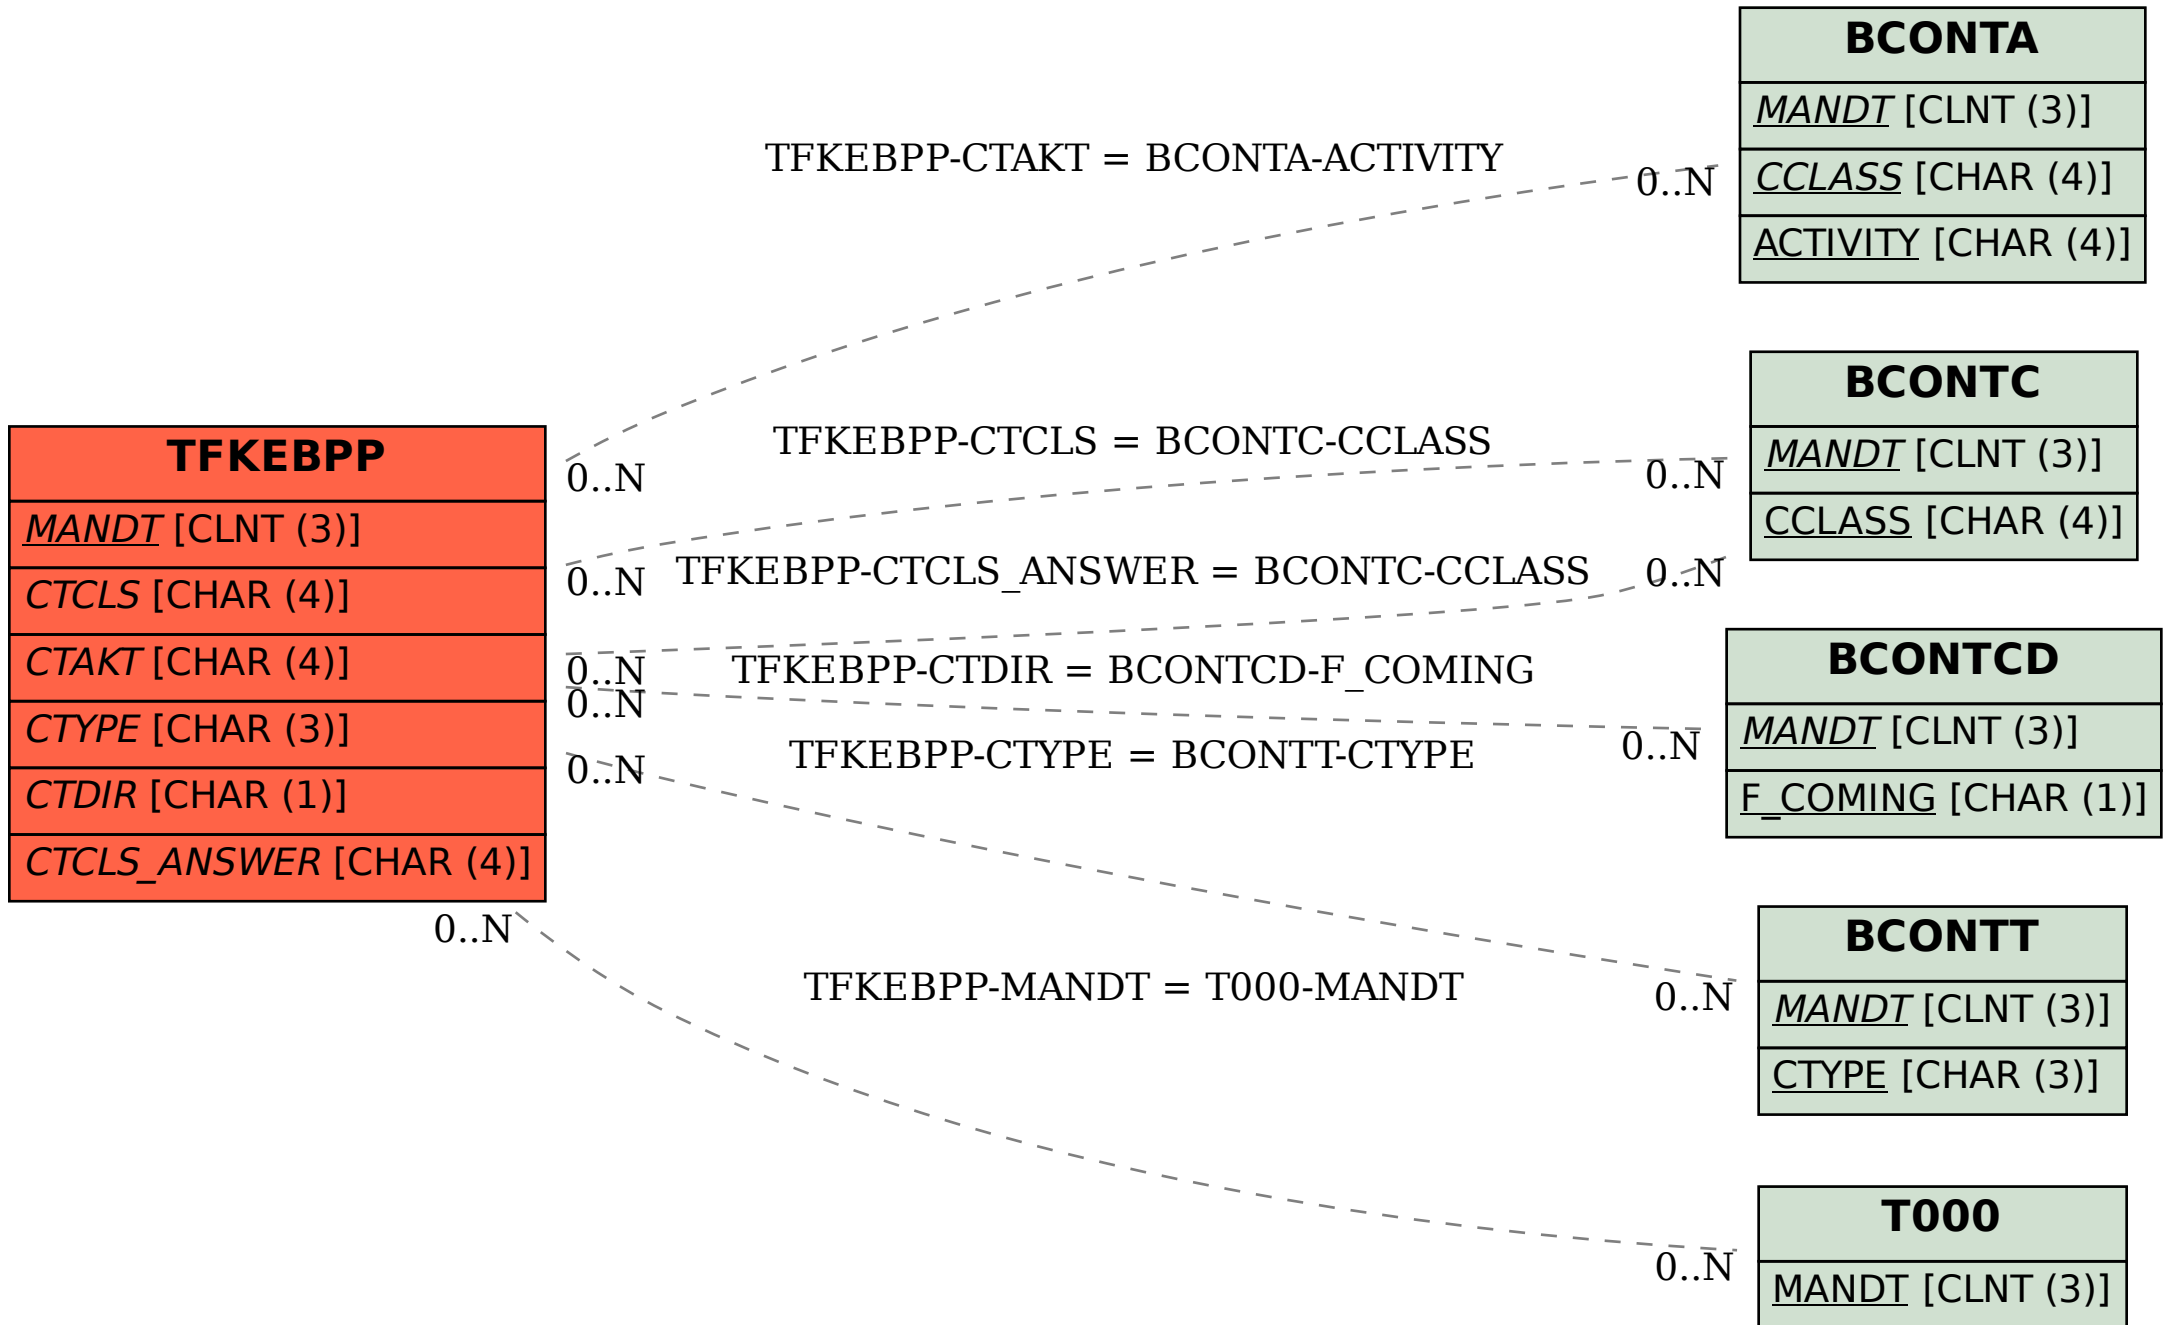 BCONTA
MANDT [CLNT (3)]
CCLASS [CHAR (4)]
ACTIVITY [CHAR (4)]
TFKEBPP-CTAKT = BCONTA-ACTIVITY
0..N
0..N
BCONTC
MANDT [CLNT (3)]
CCLASS [CHAR (4)]
TFKEBPP-CTCLS = BCONTC-CCLASS
0..N
0..N
TFKEBPP-CTCLS_ANSWER = BCONTC-CCLASS
0..N
0..N
TFKEBPP
MANDT [CLNT (3)]
CTCLS [CHAR (4)]
CTAKT [CHAR (4)]
CTYPE [CHAR (3)]
CTDIR [CHAR (1)]
CTCLS_ANSWER [CHAR (4)]
TFKEBPP-CTDIR = BCONTCD-F_COMING
0..N
0..N
BCONTCD
MANDT [CLNT (3)]
F_COMING [CHAR (1)]
TFKEBPP-CTYPE = BCONTT-CTYPE
0..N
0..N
BCONTT
MANDT [CLNT (3)]
CTYPE [CHAR (3)]
TFKEBPP-MANDT = T000-MANDT
0..N
0..N
T000
MANDT [CLNT (3)]